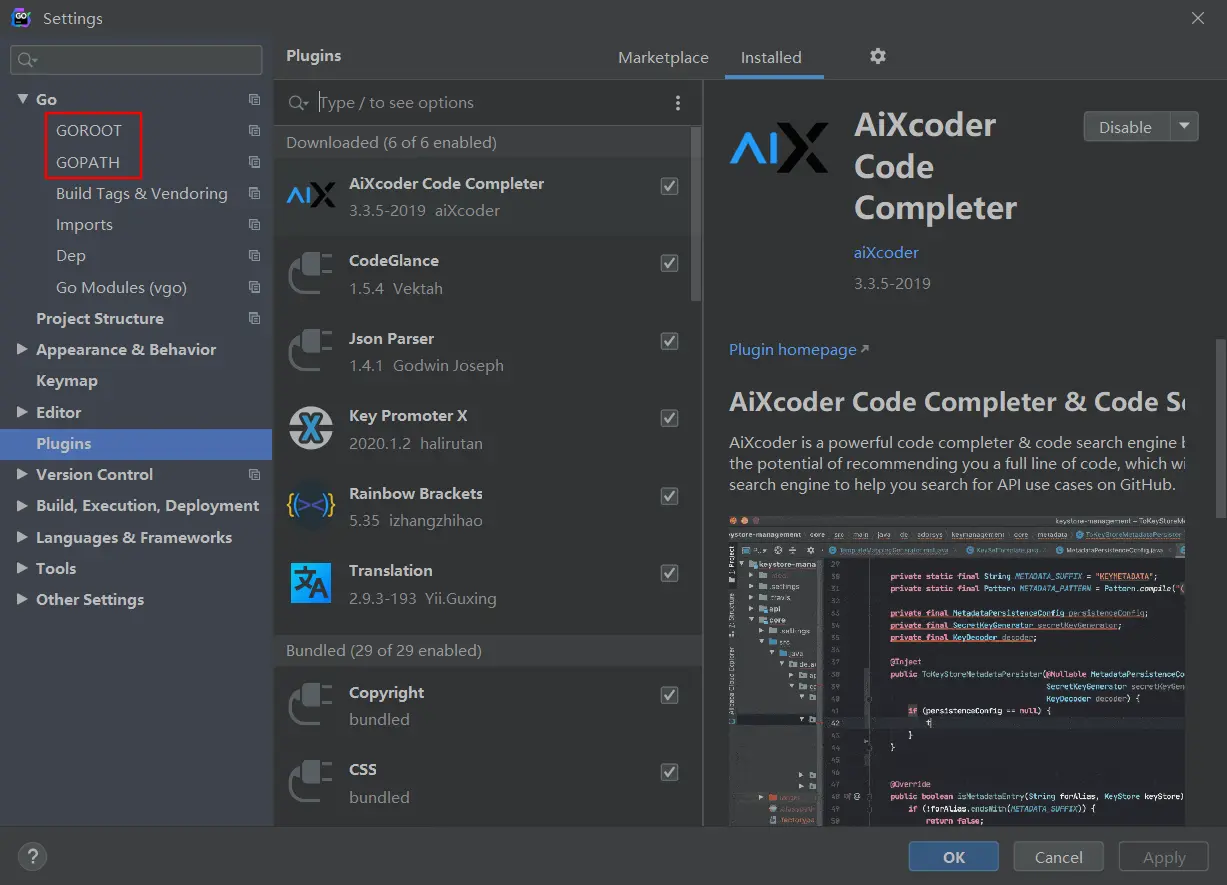 Settings
Go
GOROOT
GOPATH
Build Tags & Vendoring
Imports
Dep
Go Modules (vgo)
Project Structure
Appearance & Behavior
Keymap
Editor
Plugins
Version Control
Build, Execution, Deployment
Languages & Frameworks
Tools
Other Settings
Plugins
Marketplace
Installed
Type / to see options
Downloaded (6 of 6 enabled)
AiXcoder Code Completer
3.3.5-2019 aiXcoder
CodeGlance
1.5.4 Vektah
Json Parser
1.4.1 Godwin Joseph
Key Promoter X
2020.1.2 halirutan
Rainbow Brackets
5.35 izhangzhihao
Translation
2.9.3-193 Yii.Guxing
Bundled (29 of 29 enabled)
Copyright
bundled
CSS
bundled
AiXcoder
Code
Completer
Disable
aiXcoder
3.3.5-2019
Plugin homepage
AiXcoder Code Completer & Code Se
AiXcoder is a powerful code completer & code search engine b
the potential of recommending you a full line of code, which wi
search engine to help you search for API use cases on GitHub.
keystore-management – ToKeyStoreMe
private static final String METADATA_SUFFIX = "KEYMETADATA";
private static final Pattern METADATA_PATTERN = Pattern.compile("(
private final MetadataPersistenceConfig persistenceConfig;
private final SecretKeyGenerator secretKeyGenerator;
private final KeyDecoder decoder;
@Inject
public ToKeyStoreMetadataPersister(@Nullable MetadataPersistenceCo
SecretKeyGenerator secretKeyGen
KeyDecoder decoder) {
if (persistenceConfig == null) {
t
}
}
@Override
public boolean isMetadataEntry(String forAlias, KeyStore keyStore)
if (!forAlias.endsWith(METADATA_SUFFIX)) {
return false;
?
OK
Cancel
Apply